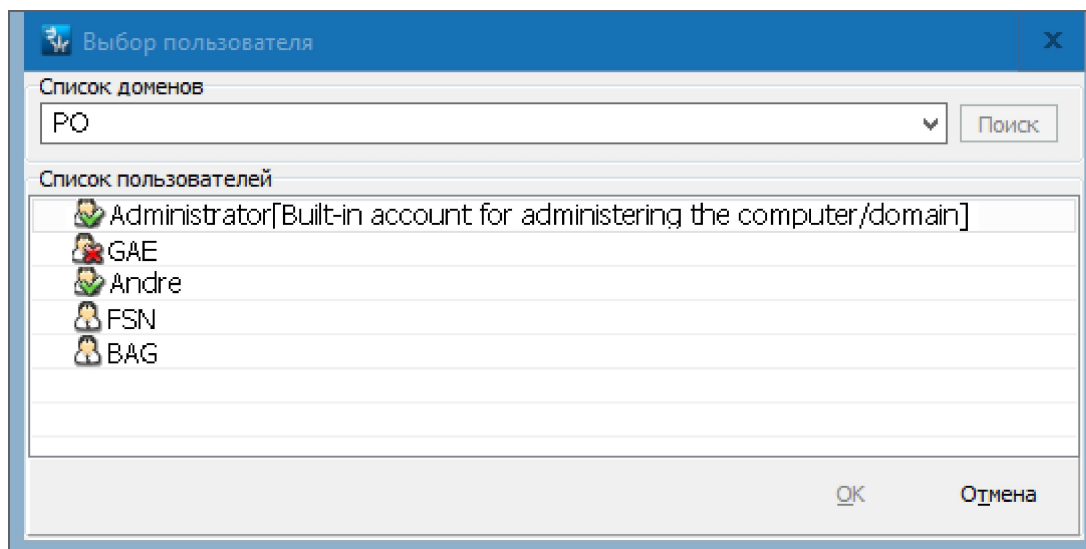 Выбор пользователя
Список доменов
PO
Поиск
Список пользователей
Administrator[Built-in account for administering the computer/domain]
GAE
Andre
FSN
BAG
OK
Отмена